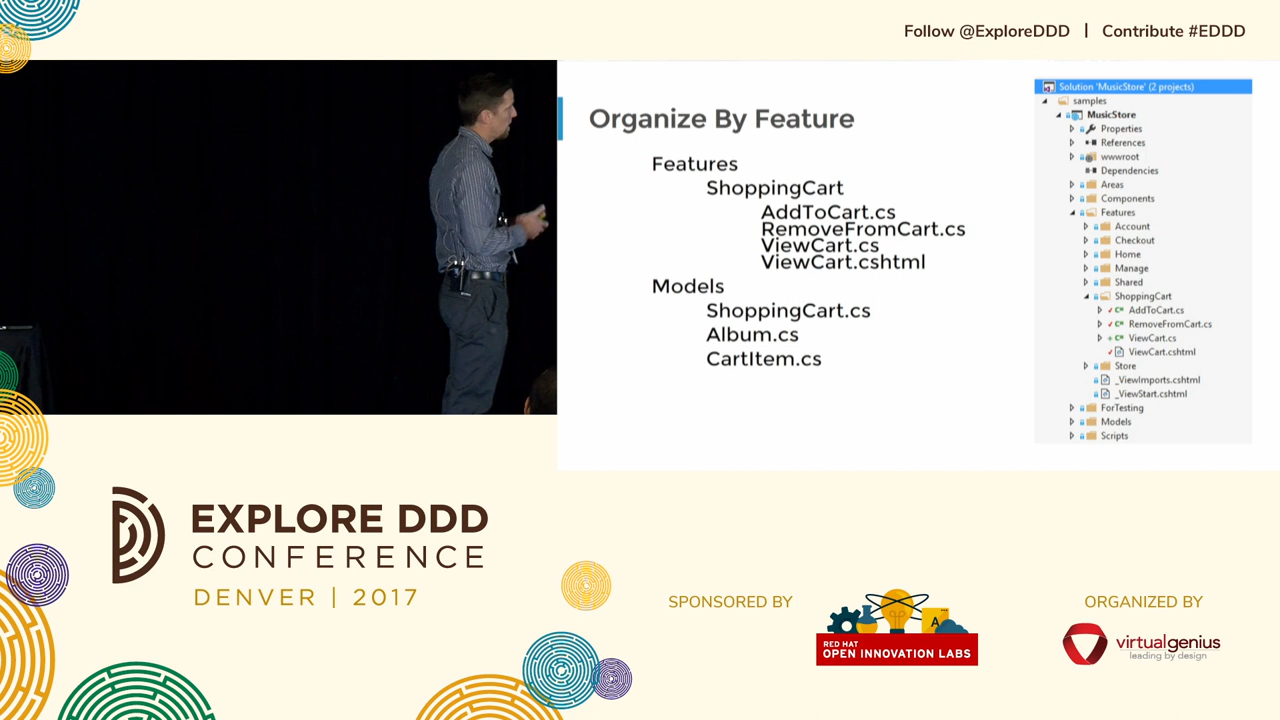 Follow @ExploreDDD | Contribute #EDDD
Organize By Feature
Features
ShoppingCart
AddToCart.cs
RemoveFromCart.cs
ViewCart.cs
ViewCart.cshtml
Models
ShoppingCart.cs
Album.cs
CartItem.cs
Solution 'MusicStore' (2 projects)
samples
MusicStore
Properties
References
wwwroot
Dependencies
Areas
Components
Features
Account
Checkout
Home
Manage
Shared
ShoppingCart
AddToCart.cs
RemoveFromCart.cs
ViewCart.cs
ViewCart.cshtml
Store
_ViewImports.cshtml
_ViewStart.cshtml
ForTesting
Models
Scripts
EXPLORE DDD
CONFERENCE
DENVER | 2017
SPONSORED BY
A
RED HAT
OPEN INNOVATION LABS
ORGANIZED BY
virtualgenius
leading by design